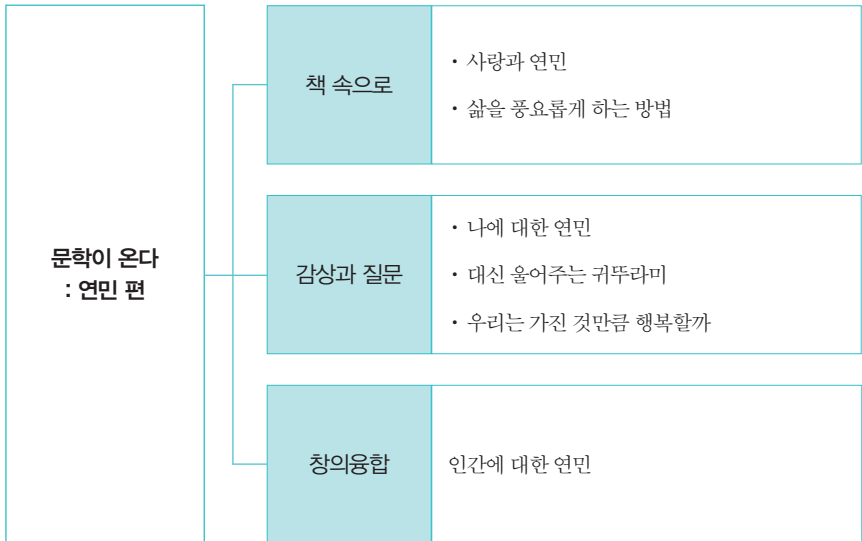 문학이 온다
: 연민 편
책 속으로
• 사랑과 연민
• 삶을 풍요롭게 하는 방법
감상과 질문
• 나에 대한 연민
• 대신 울어주는 귀뚜라미
• 우리는 가진 것만큼 행복할까
창의융합
인간에 대한 연민